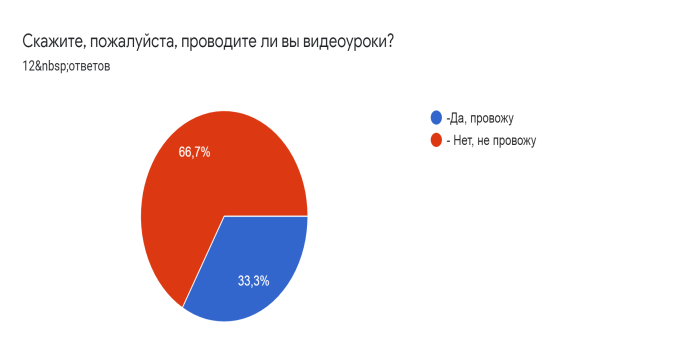 Скажите, пожалуйста, проводите ли вы видеоуроки?
12&nbsp;ответов
-Да, провожу
- Нет, не провожу
66,7%
33,3%